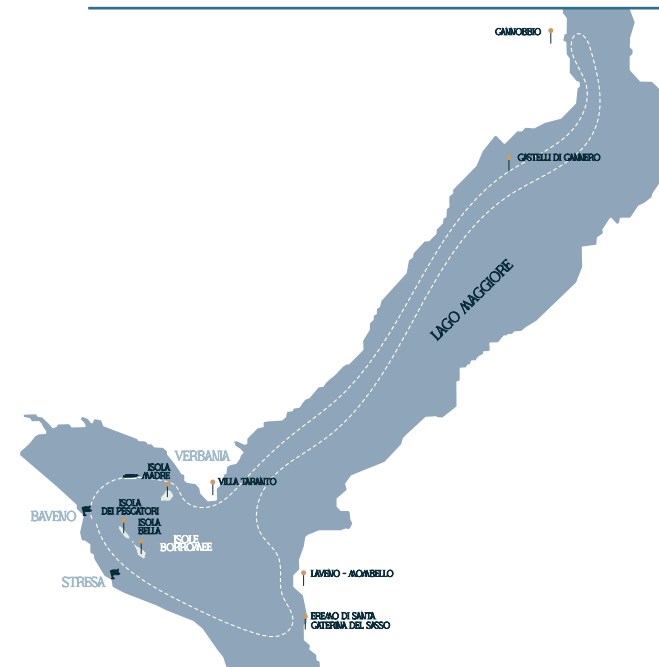 CANNOBBIO
CASTELLI DI CANNERO
LAGO MAGGIORE
VERBANIA
ISOLA
MADRE
VILLA TARANTO
ISOLA
DEI PESCATORI
BAVENO
ISOLA
BELLA
ISOLE
BORROMEE
STRESA
LAVENO - MOMBELLO
EREMO DI SANTA
CATERINA DEL SASSO